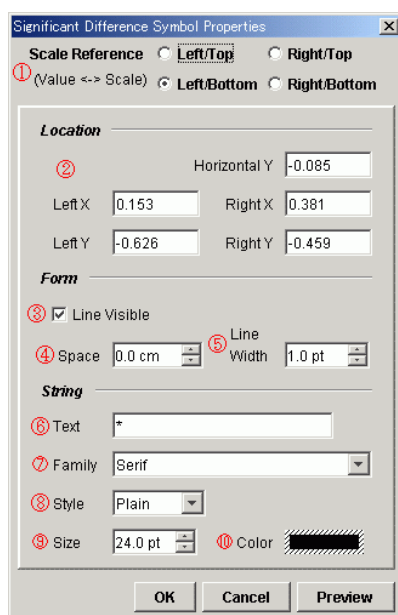 Significant Difference Symbol Properties
Scale Reference Left/Top Right/Top
① (Value <-> Scale) Left/Bottom Right/Bottom
Location
② Horizontal Y -0.085
Left X 0.153 Right X 0.381
Left Y -0.626 Right Y -0.459
Form
③ Line Visible
④ Space 0.0 cm ⑤ Line Width 1.0 pt
String
⑥ Text *
⑦ Family Serif
⑧ Style Plain
⑨ Size 24.0 pt ⑩ Color
OK Cancel Preview